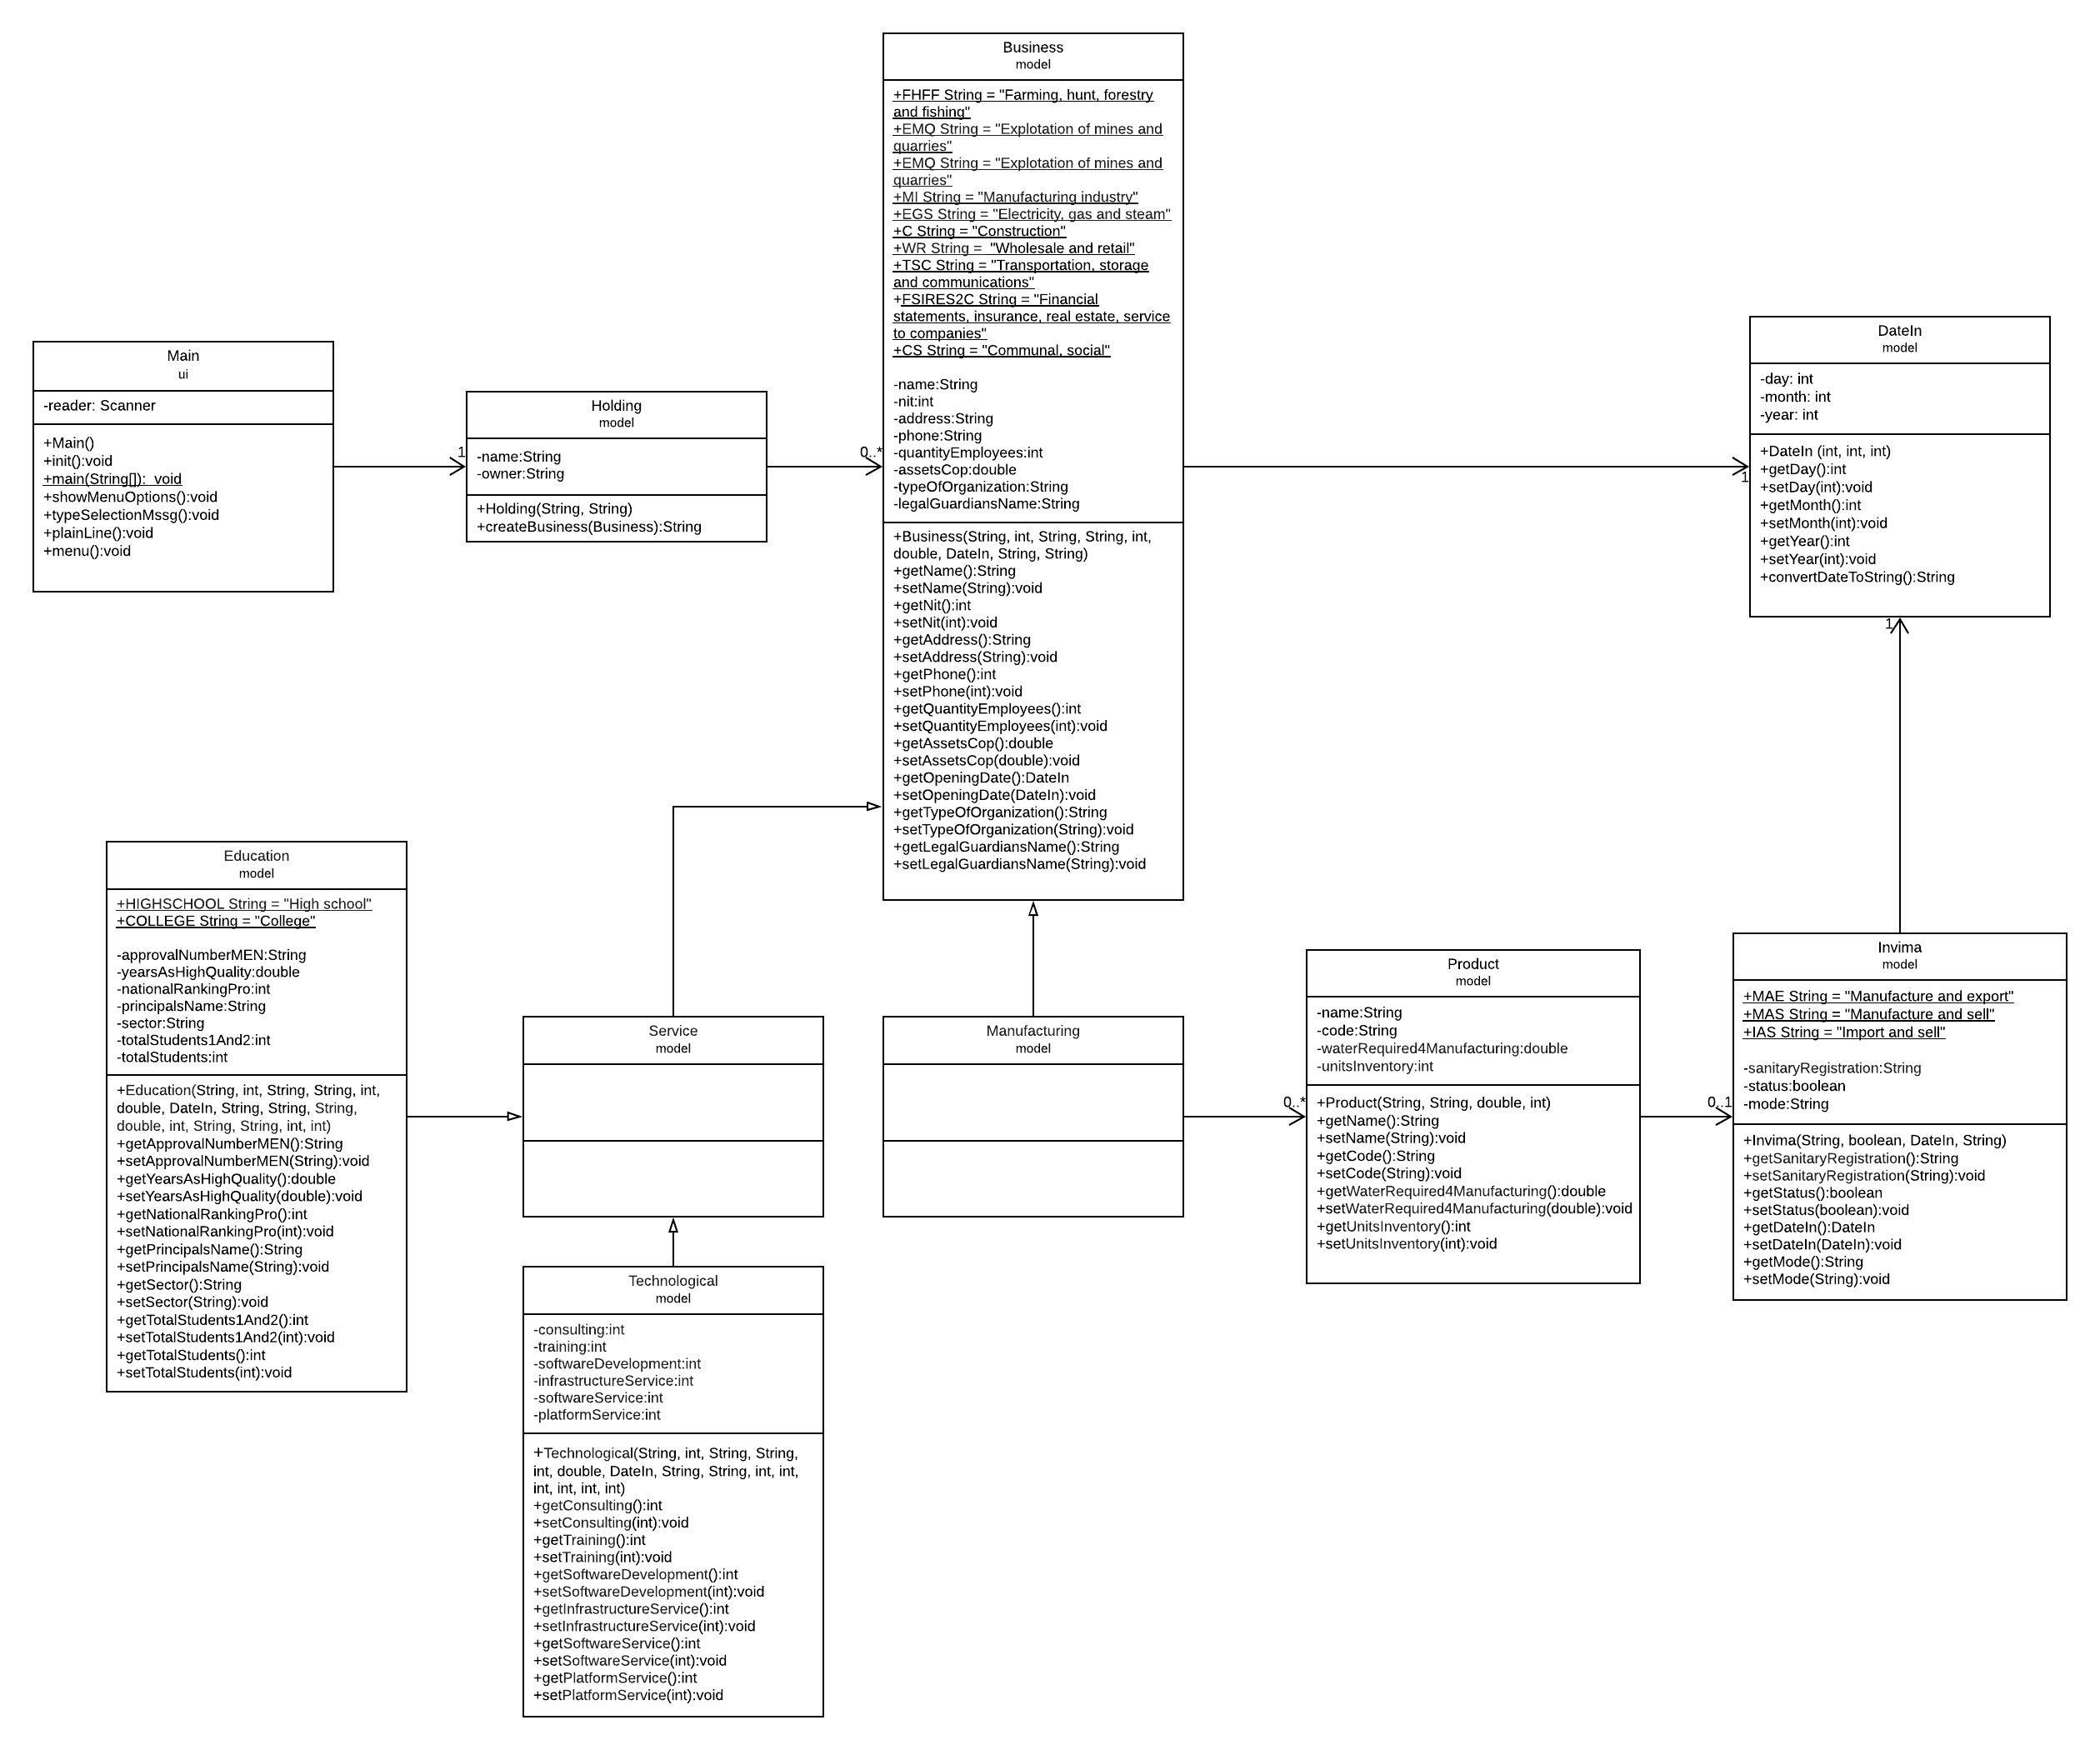 Business
model
+FHFF String = "Farming, hunt, forestry
and fishing"
+EMQ String = "Explotation of mines and
quarries"
+EMQ String = "Explotation of mines and
quarries"
+MI String = "Manufacturing industry"
+EGS String = "Electricity, gas and steam"
+C String = "Construction"
+WR String =  "Wholesale and retail"
+TSC String = "Transportation, storage
and communications"
+FSIRES2C String = "Financial
statements, insurance, real estate, service
to companies"
+CS String = "Communal, social"
-name:String
-nit:int
-address:String
-phone:String
-quantityEmployees:int
-assetsCop:double
-typeOfOrganization:String
-legalGuardiansName:String
+Business(String, int, String, String, int,
double, DateIn, String, String)
+getName():String
+setName(String):void
+getNit():int
+setNit(int):void
+getAddress():String
+setAddress(String):void
+getPhone():int
+setPhone(int):void
+getQuantityEmployees():int
+setQuantityEmployees(int):void
+getAssetsCop():double
+setAssetsCop(double):void
+getOpeningDate():DateIn
+setOpeningDate(DateIn):void
+getTypeOfOrganization():String
+setTypeOfOrganization(String):void
+getLegalGuardiansName():String
+setLegalGuardiansName(String):void
Main
ui
-reader: Scanner
+Main()
+init():void
+main(String[]):  void
+showMenuOptions():void
+typeSelectionMssg():void
+plainLine():void
+menu():void
1
Holding
model
-name:String
-owner:String
+Holding(String, String)
+createBusiness(Business):String
0..*
DateIn
model
-day: int
-month: int
-year: int
+DateIn (int, int, int)
+getDay():int
+setDay(int):void
+getMonth():int
+setMonth(int):void
+getYear():int
+setYear(int):void
+convertDateToString():String
1
1
Education
model
+HIGHSCHOOL String = "High school"
+COLLEGE String = "College"
-approvalNumberMEN:String
-yearsAsHighQuality:double
-nationalRankingPro:int
-principalsName:String
-sector:String
-totalStudents1And2:int
-totalStudents:int
+Education(String, int, String, String, int,
double, DateIn, String, String, String,
double, int, String, String, int, int)
+getApprovalNumberMEN():String
+setApprovalNumberMEN(String):void
+getYearsAsHighQuality():double
+setYearsAsHighQuality(double):void
+getNationalRankingPro():int
+setNationalRankingPro(int):void
+getPrincipalsName():String
+setPrincipalsName(String):void
+getSector():String
+setSector(String):void
+getTotalStudents1And2():int
+setTotalStudents1And2(int):void
+getTotalStudents():int
+setTotalStudents(int):void
Service
model
Manufacturing
model
0..*
Product
model
-name:String
-code:String
-waterRequired4Manufacturing:double
-unitsInventory:int
+Product(String, String, double, int)
+getName():String
+setName(String):void
+getCode():String
+setCode(String):void
+getWaterRequired4Manufacturing():double
+setWaterRequired4Manufacturing(double):void
+getUnitsInventory():int
+setUnitsInventory(int):void
0..1
Invima
model
+MAE String = "Manufacture and export"
+MAS String = "Manufacture and sell"
+IAS String = "Import and sell"
-sanitaryRegistration:String
-status:boolean
-mode:String
+Invima(String, boolean, DateIn, String)
+getSanitaryRegistration():String
+setSanitaryRegistration(String):void
+getStatus():boolean
+setStatus(boolean):void
+getDateIn():DateIn
+setDateIn(DateIn):void
+getMode():String
+setMode(String):void
Technological
model
-consulting:int
-training:int
-softwareDevelopment:int
-infrastructureService:int
-softwareService:int
-platformService:int
+Technological(String, int, String, String,
int, double, DateIn, String, String, int, int,
int, int, int, int)
+getConsulting():int
+setConsulting(int):void
+getTraining():int
+setTraining(int):void
+getSoftwareDevelopment():int
+setSoftwareDevelopment(int):void
+getInfrastructureService():int
+setInfrastructureService(int):void
+getSoftwareService():int
+setSoftwareService(int):void
+getPlatformService():int
+setPlatformService(int):void